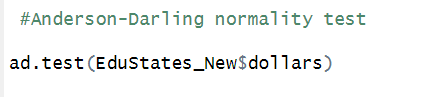 #Anderson-Darling normality test
ad.test(EduStates_New$dollars)